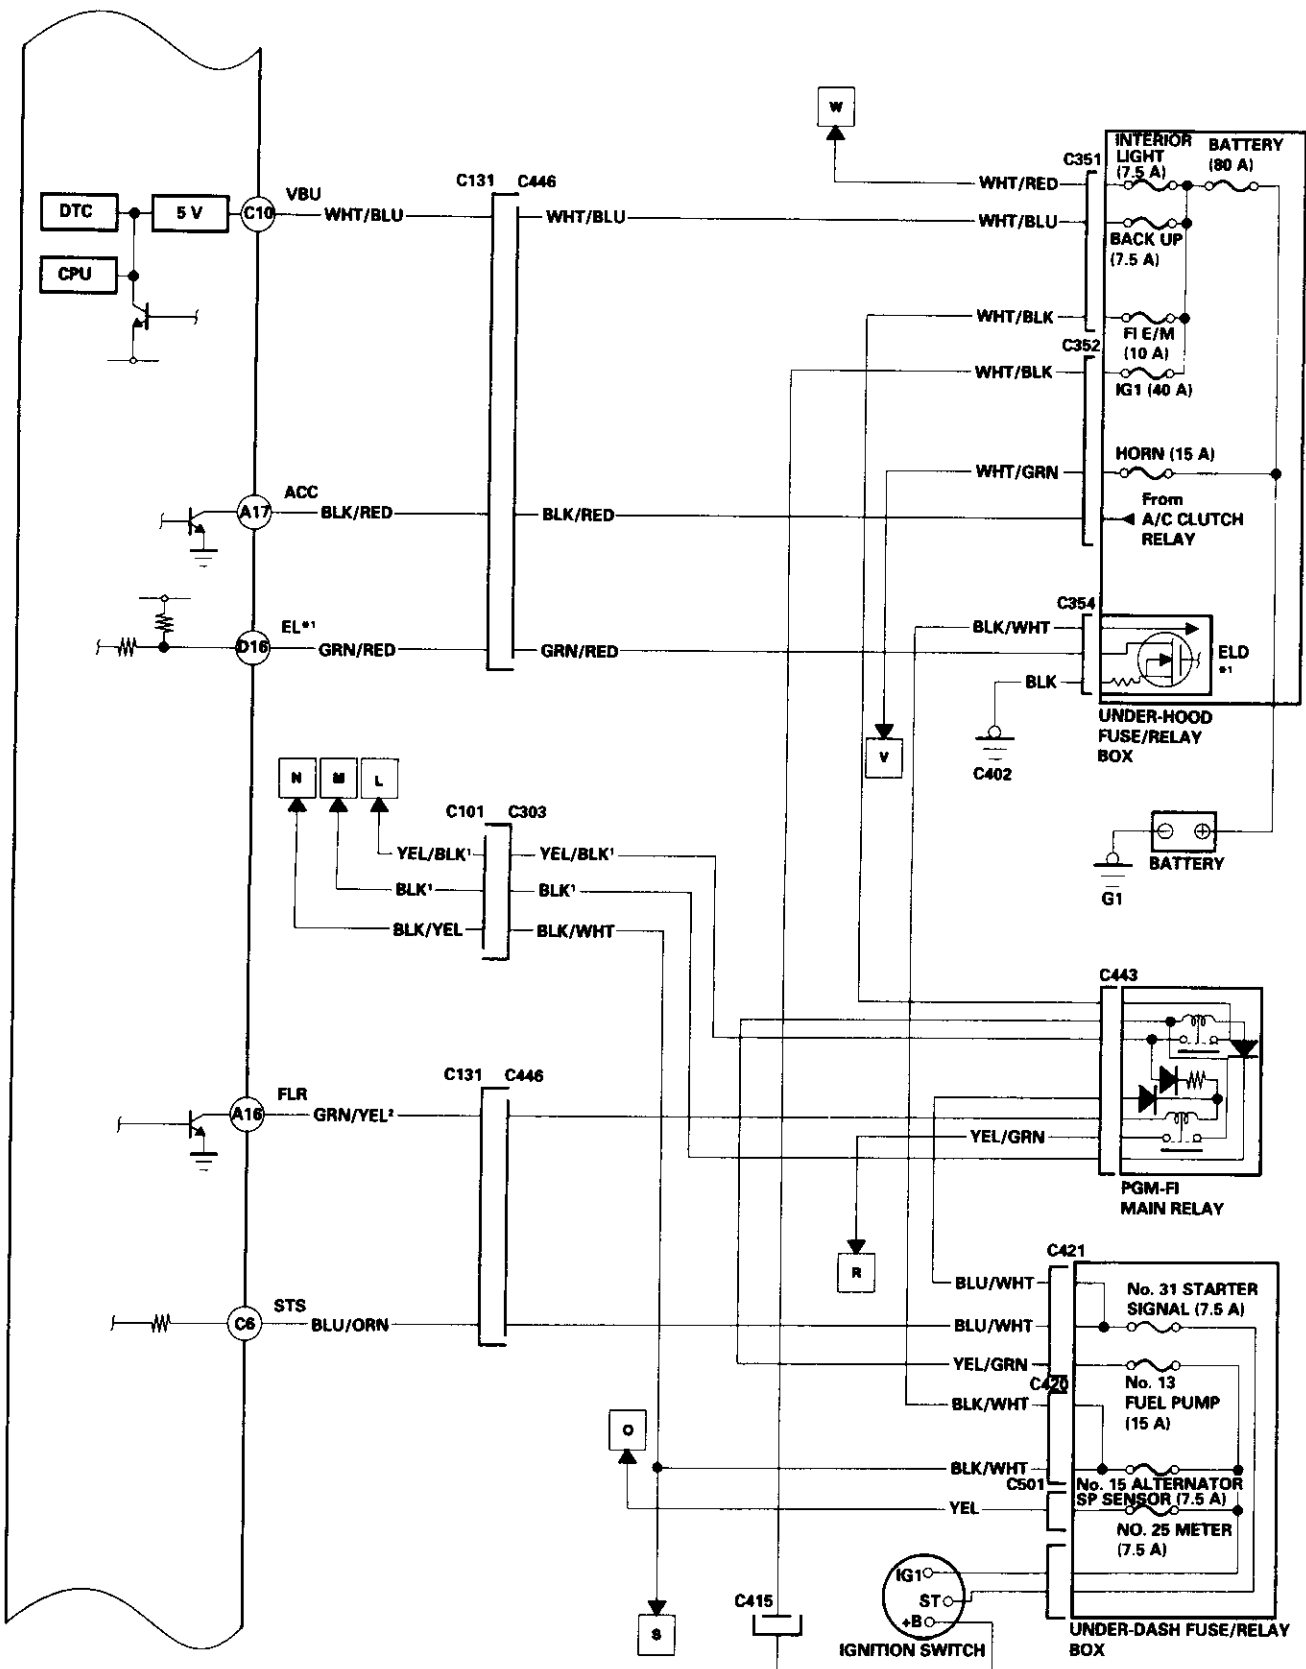 W
INTERIOR
LIGHT
(7.5 A)
BATTERY
(80 A)
C351
C131
C446
VBU
WHT/RED
DTC
5 V
C10
WHT/BLU
WHT/BLU
WHT/BLU
BACK UP
(7.5 A)
CPU
WHT/BLK
FI E/M
(10 A)
C352
WHT/BLK
IG1 (40 A)
HORN (15 A)
WHT/GRN
ACC
A17
BLK/RED
BLK/RED
From
A/C CLUTCH
RELAY
C354
EL*1
D16
GRN/RED
GRN/RED
BLK/WHT
ELD
*1
BLK
UNDER-HOOD
FUSE/RELAY
BOX
V
C402
N
M
L
C101
C303
YEL/BLK¹
YEL/BLK¹
BATTERY
BLK¹
BLK¹
G1
BLK/YEL
BLK/WHT
C443
C131
C446
FLR
A16
GRN/YEL²
YEL/GRN
PGM-FI
MAIN RELAY
C421
R
BLU/WHT
No. 31 STARTER
SIGNAL (7.5 A)
STS
C6
BLU/ORN
BLU/WHT
YEL/GRN
C420
No. 13
FUEL PUMP
(15 A)
BLK/WHT
O
BLK/WHT
C501
No. 15 ALTERNATOR
SP SENSOR (7.5 A)
YEL
NO. 25 METER
(7.5 A)
IG1
ST
+B
C415
S
IGNITION SWITCH
UNDER-DASH FUSE/RELAY
BOX